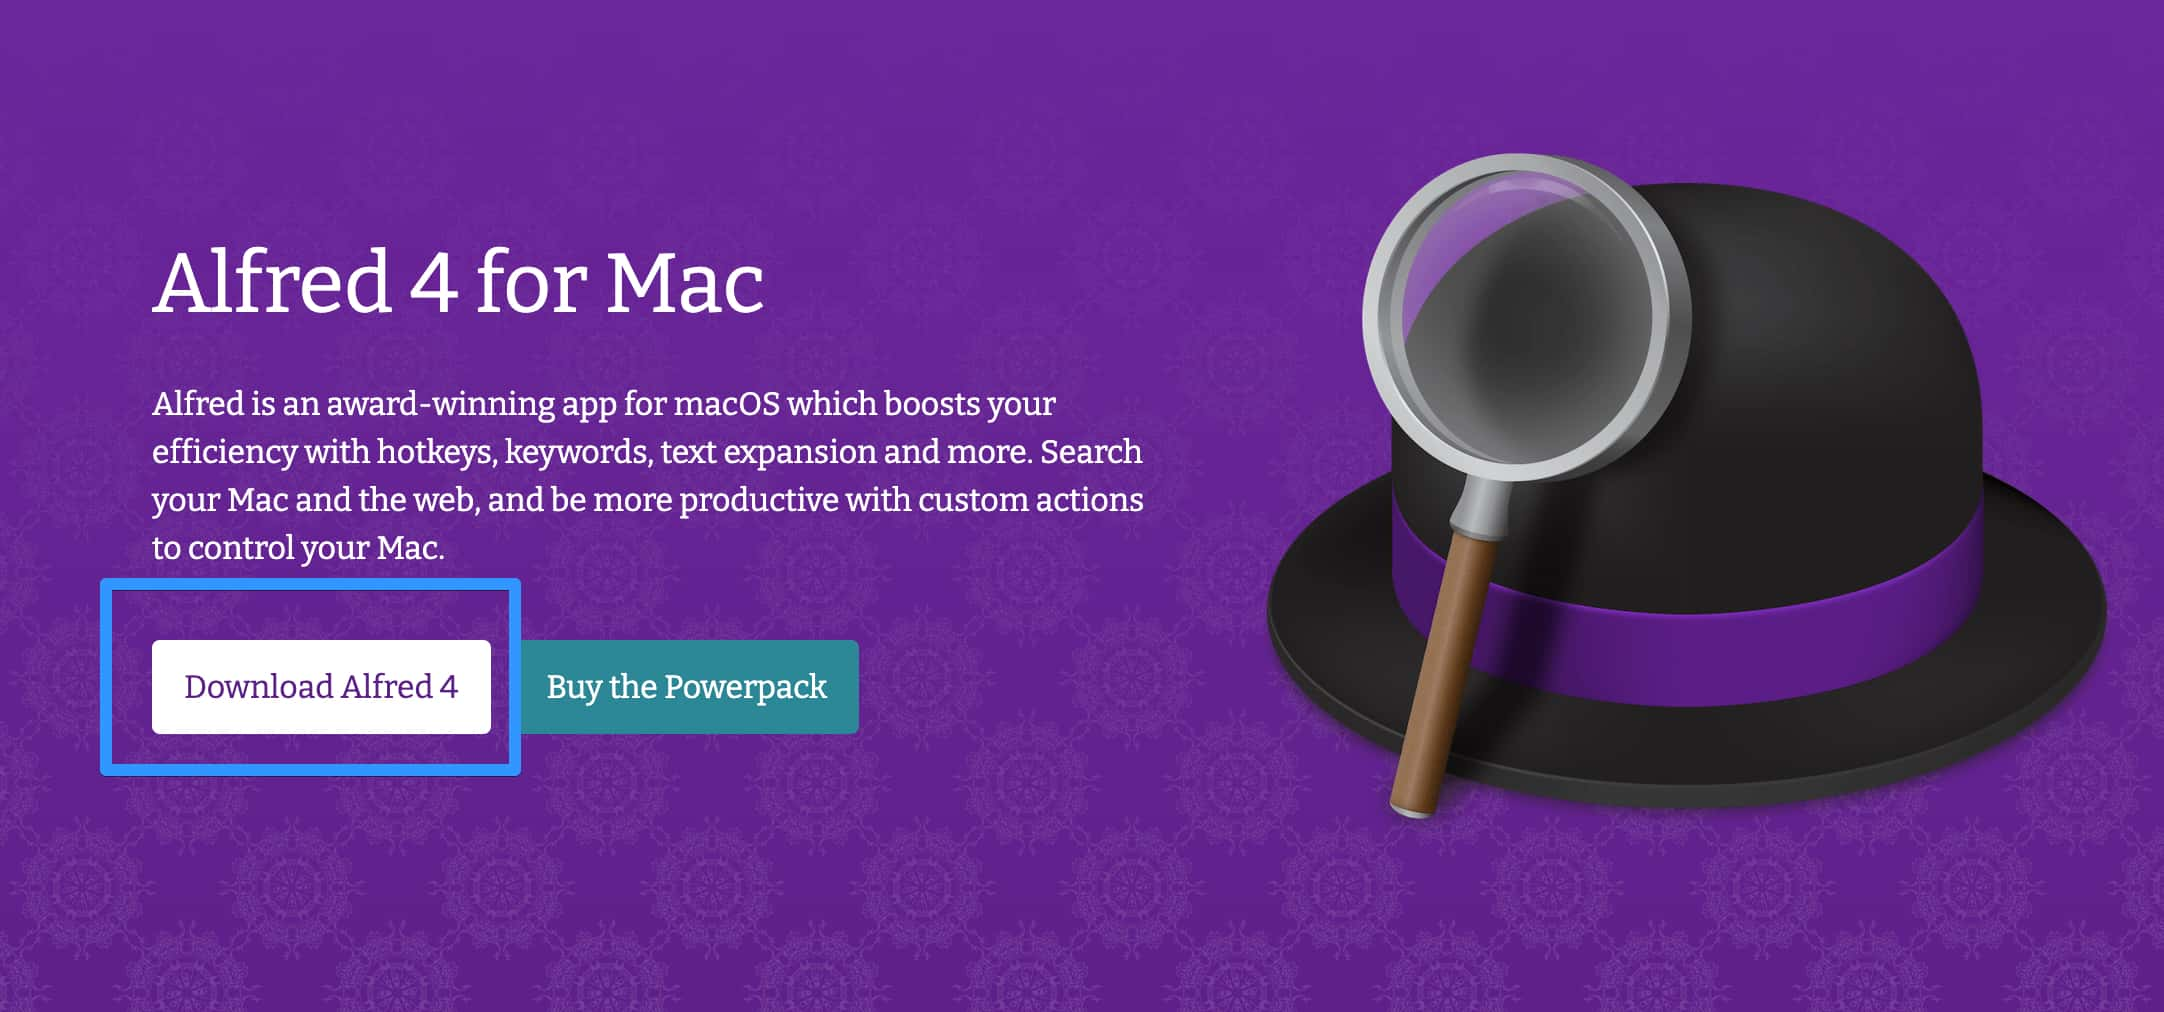 Alfred 4 for Mac
Alfred is an award-winning app for macOS which boosts your
efficiency with hotkeys, keywords, text expansion and more. Search
your Mac and the web, and be more productive with custom actions
to control your Mac.
Download Alfred 4
Buy the Powerpack